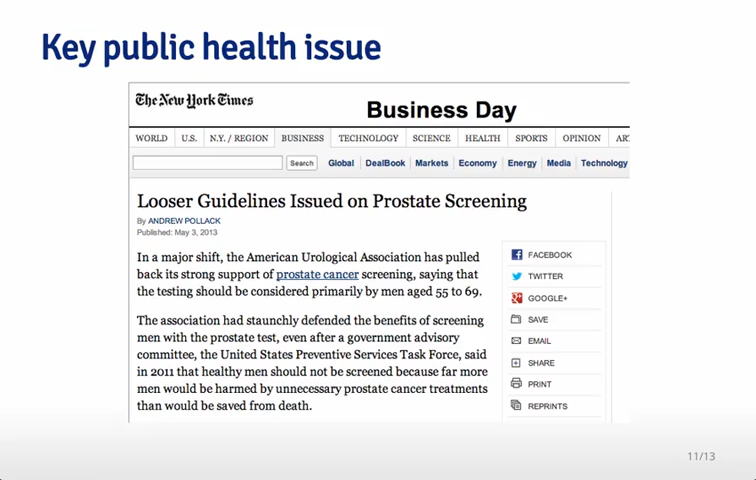 Key public health issue
The New York Times
Business Day
WORLD U.S. N.Y. / REGION BUSINESS TECHNOLOGY SCIENCE HEALTH SPORTS OPINION
Search Global DealBook Markets Economy Energy Media Technology
Looser Guidelines Issued on Prostate Screening
By ANDREW POLLACK
Published: May 3, 2013
In a major shift, the American Urological Association has pulled
back its strong support of prostate cancer screening, saying that
the testing should be considered primarily by men aged 55 to 69.
The association had staunchly defended the benefits of screening
men with the prostate test, even after a government advisory
committee, the United States Preventive Services Task Force, said
in 2011 that healthy men should not be screened because far more
men would be harmed by unnecessary prostate cancer treatments
than would be saved from death.
FACEBOOK
TWITTER
GOOGLE+
SAVE
EMAIL
SHARE
PRINT
REPRINTS
11/13